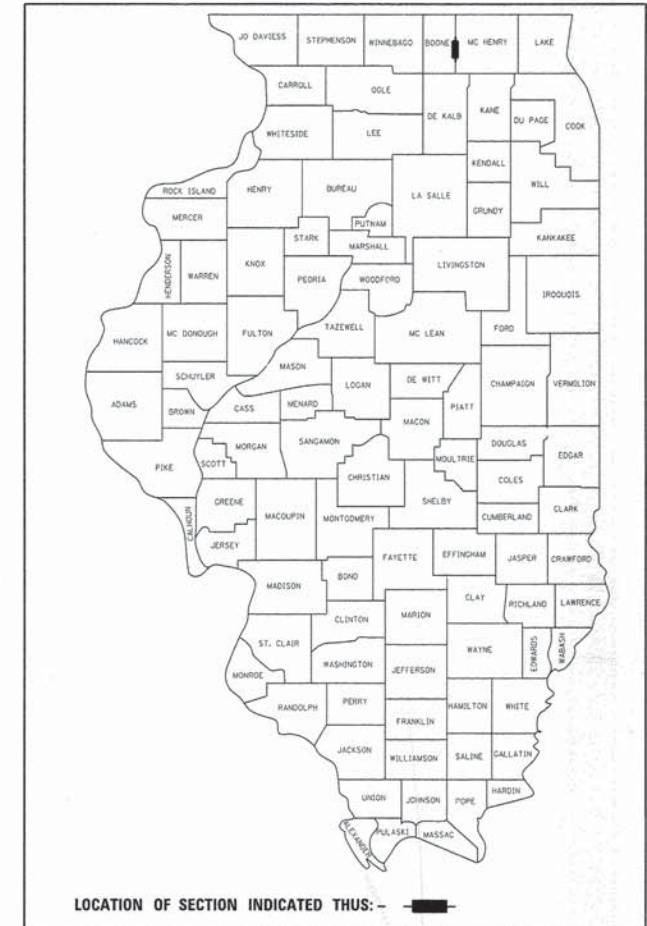 JO DAVIESS STEPHENSON WINNEBAGO BOONE MC HENRY LAKE
CARROLL OGLE DE KALB KANE DU PAGE COOK
WHITESIDE LEE
KENDALL WILL
ROCK ISLAND HENRY BUREAU LA SALLE GRUNDY
MERCER PUTNAM KANKAKEE
STARK MARSHALL
HENDERSON WARREN KNOX PEORIA WOODFORD LIVINGSTON IROQUOIS
HANCOCK MC DONOUGH FULTON TAZEWELL MC LEAN FORD
MASON
SCHUYLER LOGAN DE WITT CHAMPAIGN VERMILION
ADAMS BROWN CASS MENARD MACON PIATT
MORGAN SANGAMON DOUGLAS
PIKE SCOTT CHRISTIAN MOULTRIE COLES EDGAR
GREENE MACOUPIN MONTGOMERY SHELBY CUMBERLAND CLARK
CALHOUN
JERSEY FAYETTE EFFINGHAM JASPER CRAWFORD
MADISON BOND
CLAY RICHLAND LAWRENCE
CLINTON MARION
ST. CLAIR WAYNE EDWARDS WABASH
MONROE WASHINGTON JEFFERSON
RANDOLPH PERRY HAMILTON WHITE
FRANKLIN
JACKSON WILLIAMSON SALINE GALLATIN
UNION JOHNSON POPE HARDIN
ALEXANDER PULASKI MASSAC
LOCATION OF SECTION INDICATED THUS: -